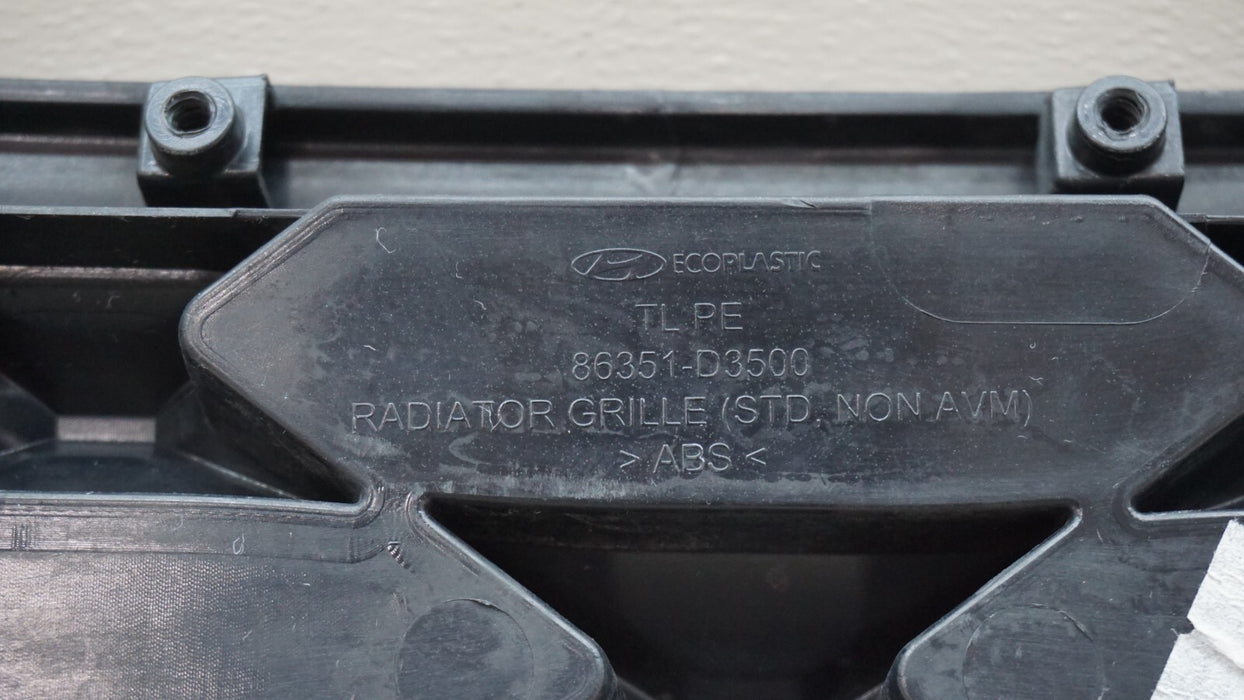 ECOPLASTIC
TL PE
86351-D3500
RADIATOR GRILLE (STD, NON AVM)
> ABS <